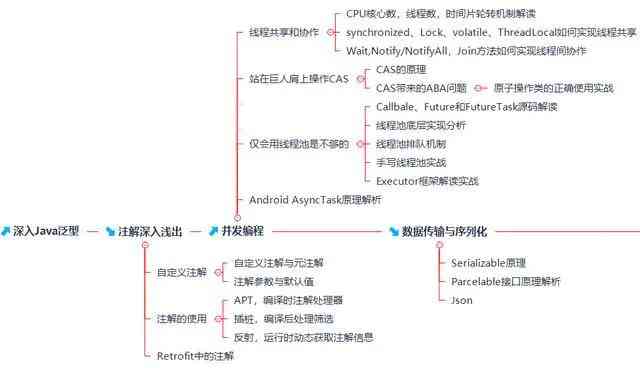 CPU核心数，线程数，时间片轮转机制解读
线程共享和协作
synchronized、Lock、volatile、ThreadLocal如何实现线程共享
Wait,Notify/NotifyAll，Join方法如何实现线程间协作
CAS的原理
站在巨人肩上操作CAS
CAS带来的ABA问题
原子操作类的正确使用实战
Callbale、Future和FutureTask源码解读
线程池底层实现分析
仅会用线程池是不够的
线程池排队机制
手写线程池实战
Executor框架解读实战
Android AsyncTask原理解析
深入Java泛型
注解深入浅出
并发编程
数据传输与序列化
自定义注解
自定义注解与元注解
注解参数与默认值
注解的使用
APT，编译时注解处理器
插桩，编译后处理筛选
反射，运行时动态获取注解信息
Retrofit中的注解
Serializable原理
Parcelable接口原理解析
Json